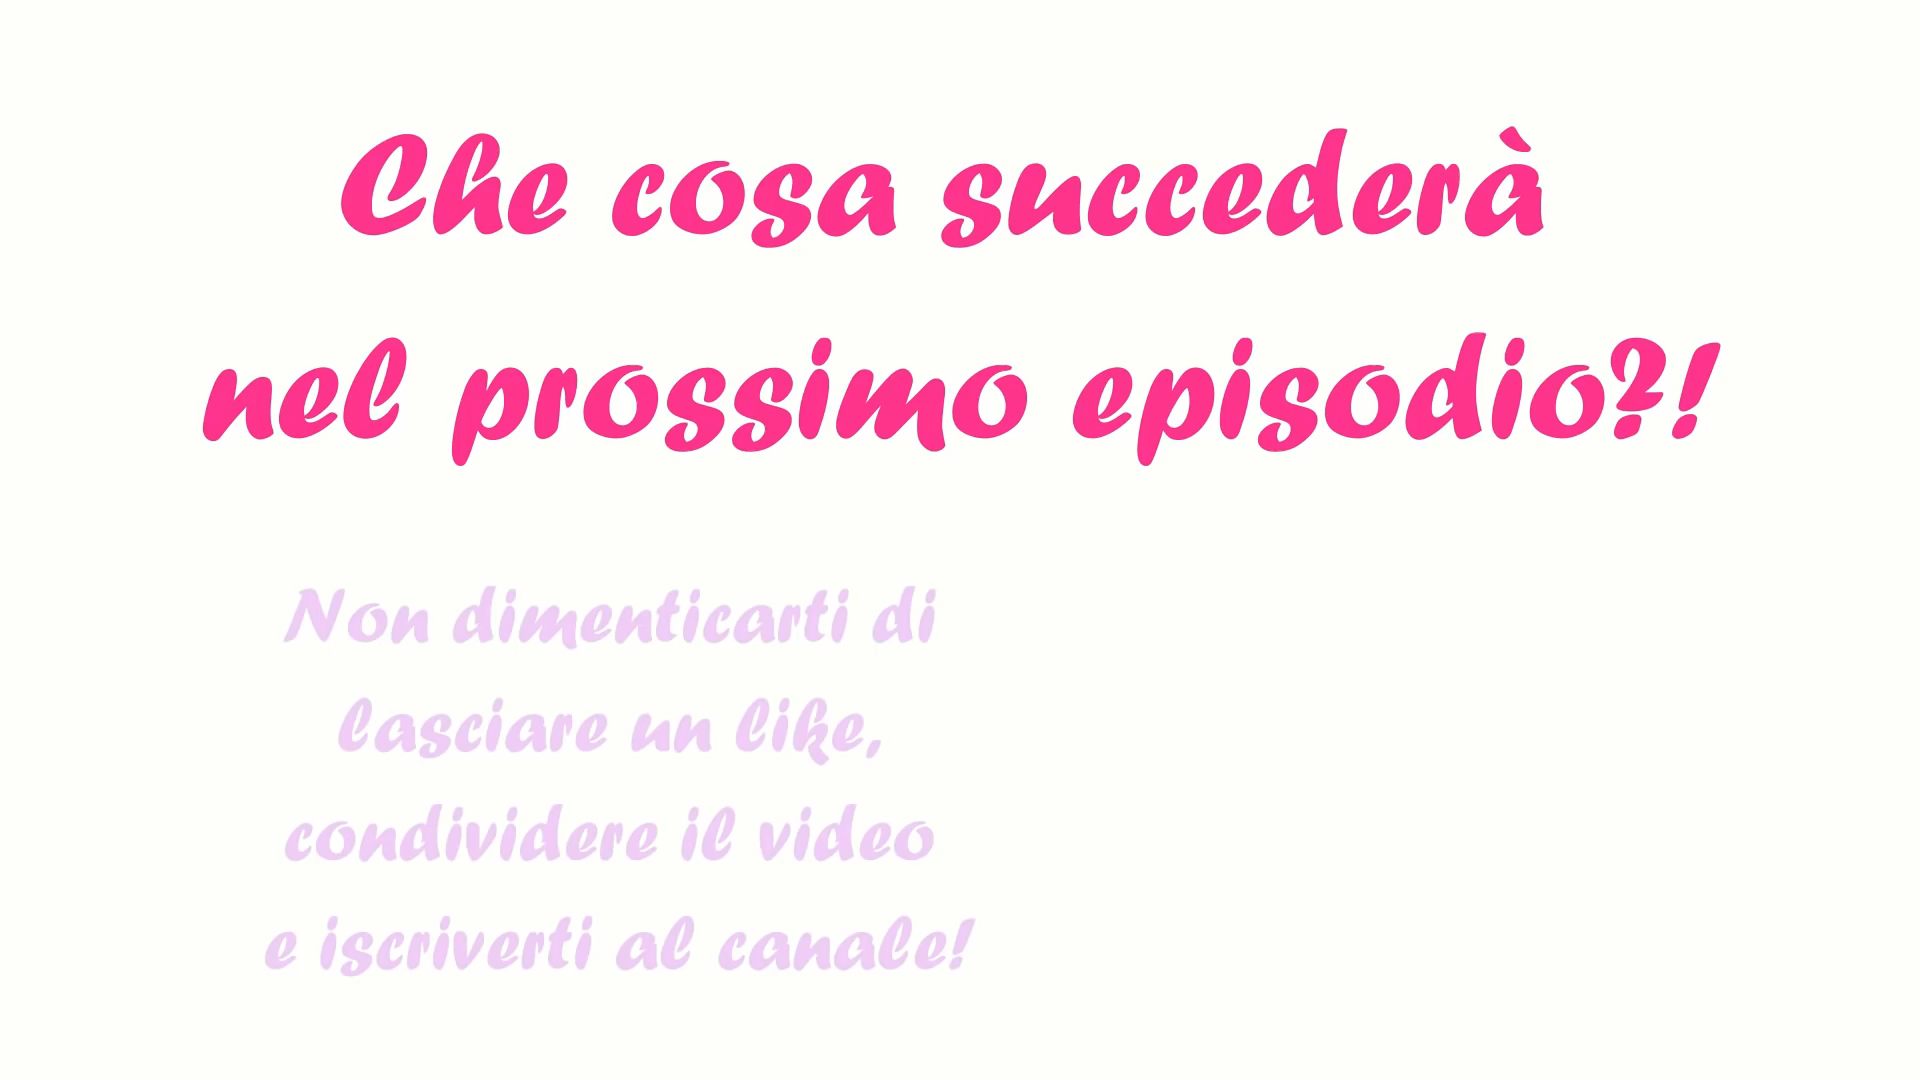 Che cosa succederà
nel prossimo episodio?!
Non dimenticarti di
lasciare un like,
condividere il video
e iscriverti al canale!